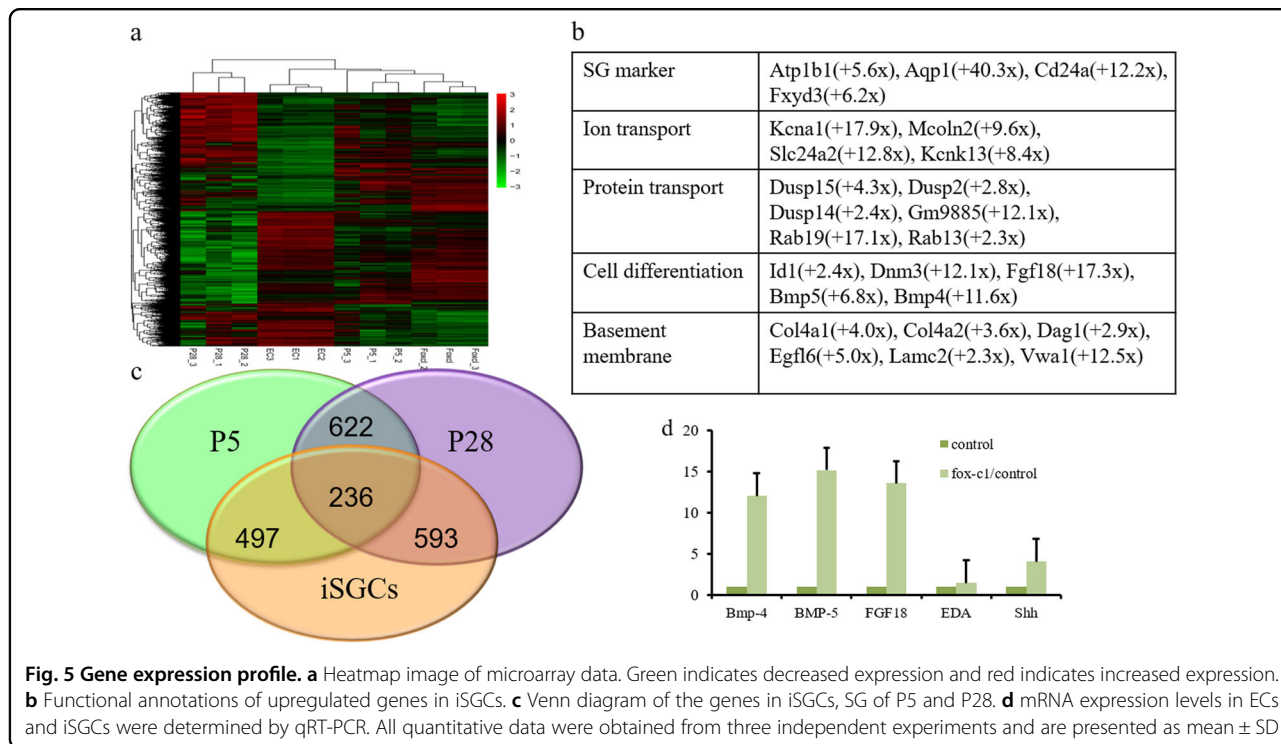 a
3
2
1
0
−1
−2
−3
P28_3
P28_1
P28_2
EC3
EC1
EC2
P5_3
P5_1
P5_2
Foxd_2
Foxd
Foxd_3
b
SG marker
Atp1b1(+5.6x), Aqp1(+40.3x), Cd24a(+12.2x),
Fxyd3(+6.2x)
Ion transport
Kcna1(+17.9x), Mcoln2(+9.6x),
Slc24a2(+12.8x), Kcnk13(+8.4x)
Protein transport
Dusp15(+4.3x), Dusp2(+2.8x),
Dusp14(+2.4x), Gm9885(+12.1x),
Rab19(+17.1x), Rab13(+2.3x)
Cell differentiation
Id1(+2.4x), Dnm3(+12.1x), Fgf18(+17.3x),
Bmp5(+6.8x), Bmp4(+11.6x)
Basement
membrane
Col4a1(+4.0x), Col4a2(+3.6x), Dag1(+2.9x),
Egfl6(+5.0x), Lamc2(+2.3x), Vwa1(+12.5x)
c
P5
622
P28
236
497
593
iSGCs
d
20
15
10
5
0
control
fox-c1/control
Bmp-4
BMP-5
FGF18
EDA
Shh
Fig. 5 Gene expression profile. a Heatmap image of microarray data. Green indicates decreased expression and red indicates increased expression.
b Functional annotations of upregulated genes in iSGCs. c Venn diagram of the genes in iSGCs, SG of P5 and P28. d mRNA expression levels in ECs
and iSGCs were determined by qRT-PCR. All quantitative data were obtained from three independent experiments and are presented as mean ± SD